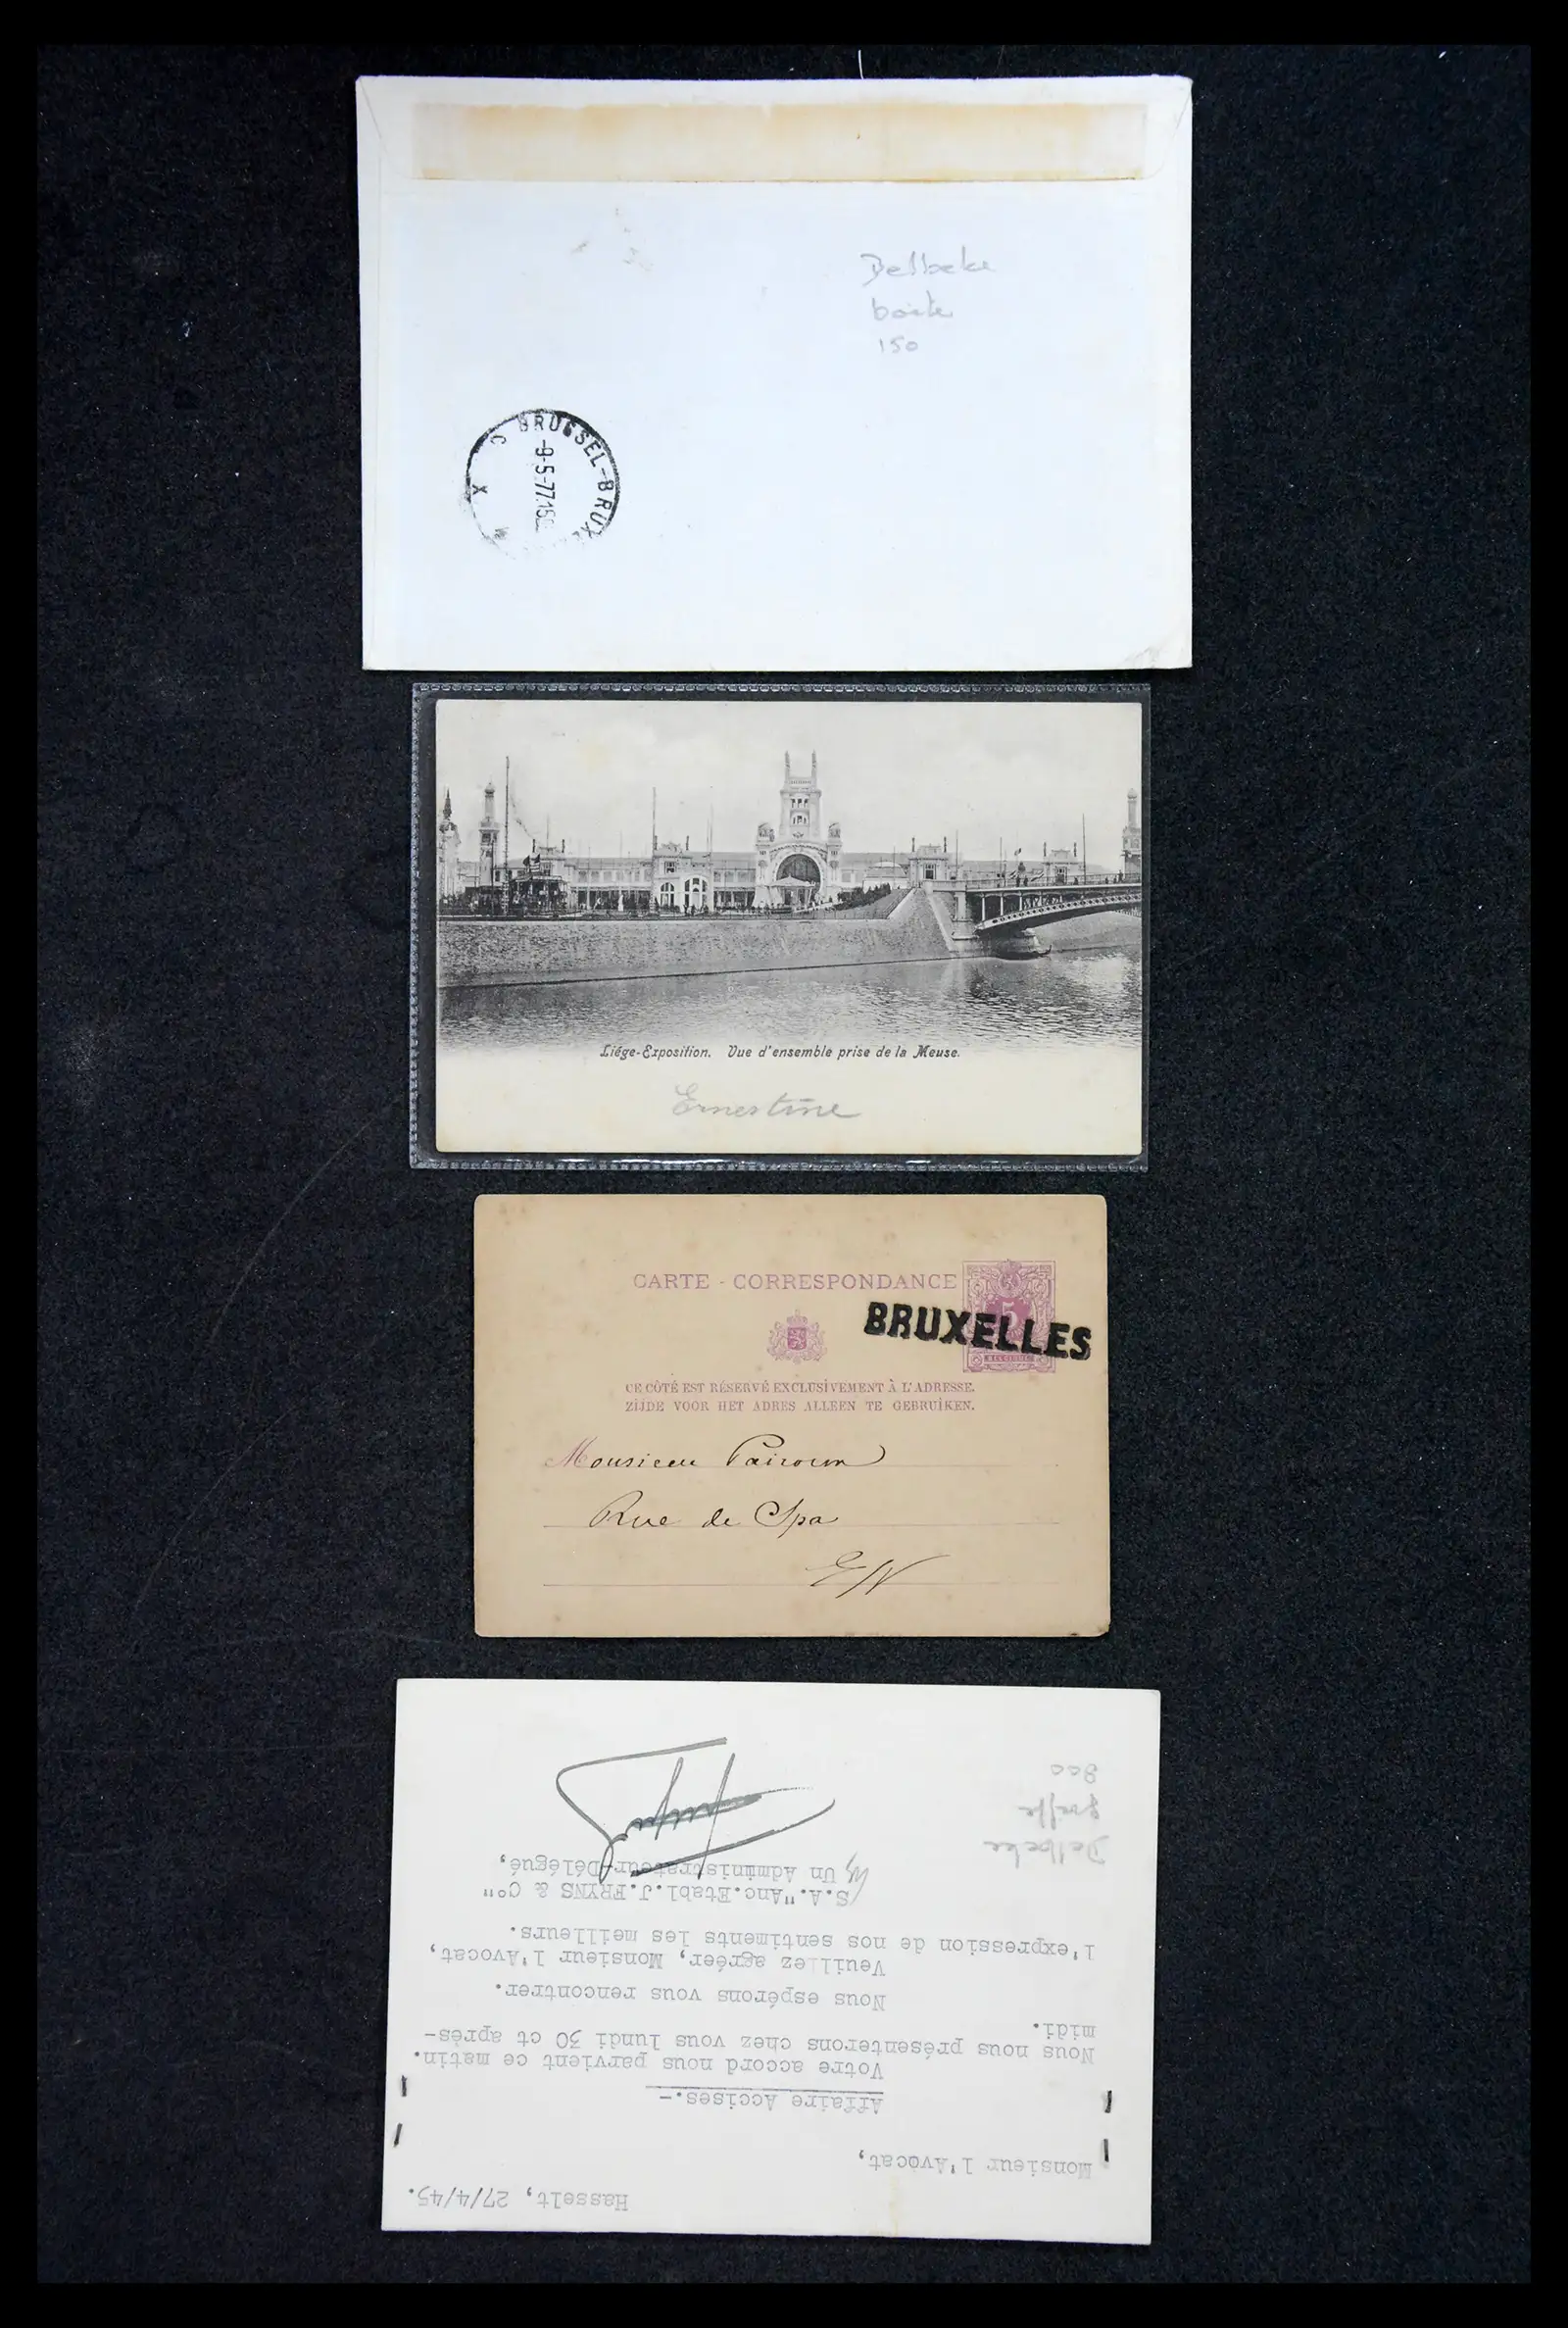 Delbeke
boite
150
BRUSSEL-BRUX
-9-5-77.15
C
X
Liége-Exposition. Vue d'ensemble prise de la Meuse.
Ernestine
CARTE - CORRESPONDANCE
5
BELGIQUE
BRUXELLES
CE CÔTÉ EST RÉSERVÉ EXCLUSIVEMENT À L'ADRESSE.
ZIJDE VOOR HET ADRES ALLEEN TE GEBRUIKEN.
Monsieur
Rue de Spa
E/V
Hasselt, 27/4/45.
Monsieur l'Avocat,
Affaire Accises.-
Votre accord nous parvient ce matin.
Nous nous présenterons chez vous lundi 30 ct après-
midi.
Nous espérons vous rencontrer.
Veuillez agréer, Monsieur l'Avocat,
l'expression de nos sentiments les meilleurs.
S.A."Anc.Etabl.J.FRYNS & C°"
Un Administrateur-Délégué,
Delbeke
griffe
800